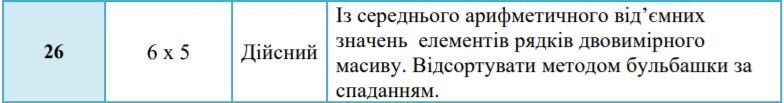 26
6 х 5
Дійсний
Із середнього арифметичного від’ємних
значень елементів рядків двовимірного
масиву. Відсортувати методом бульбашки за
спаданням.